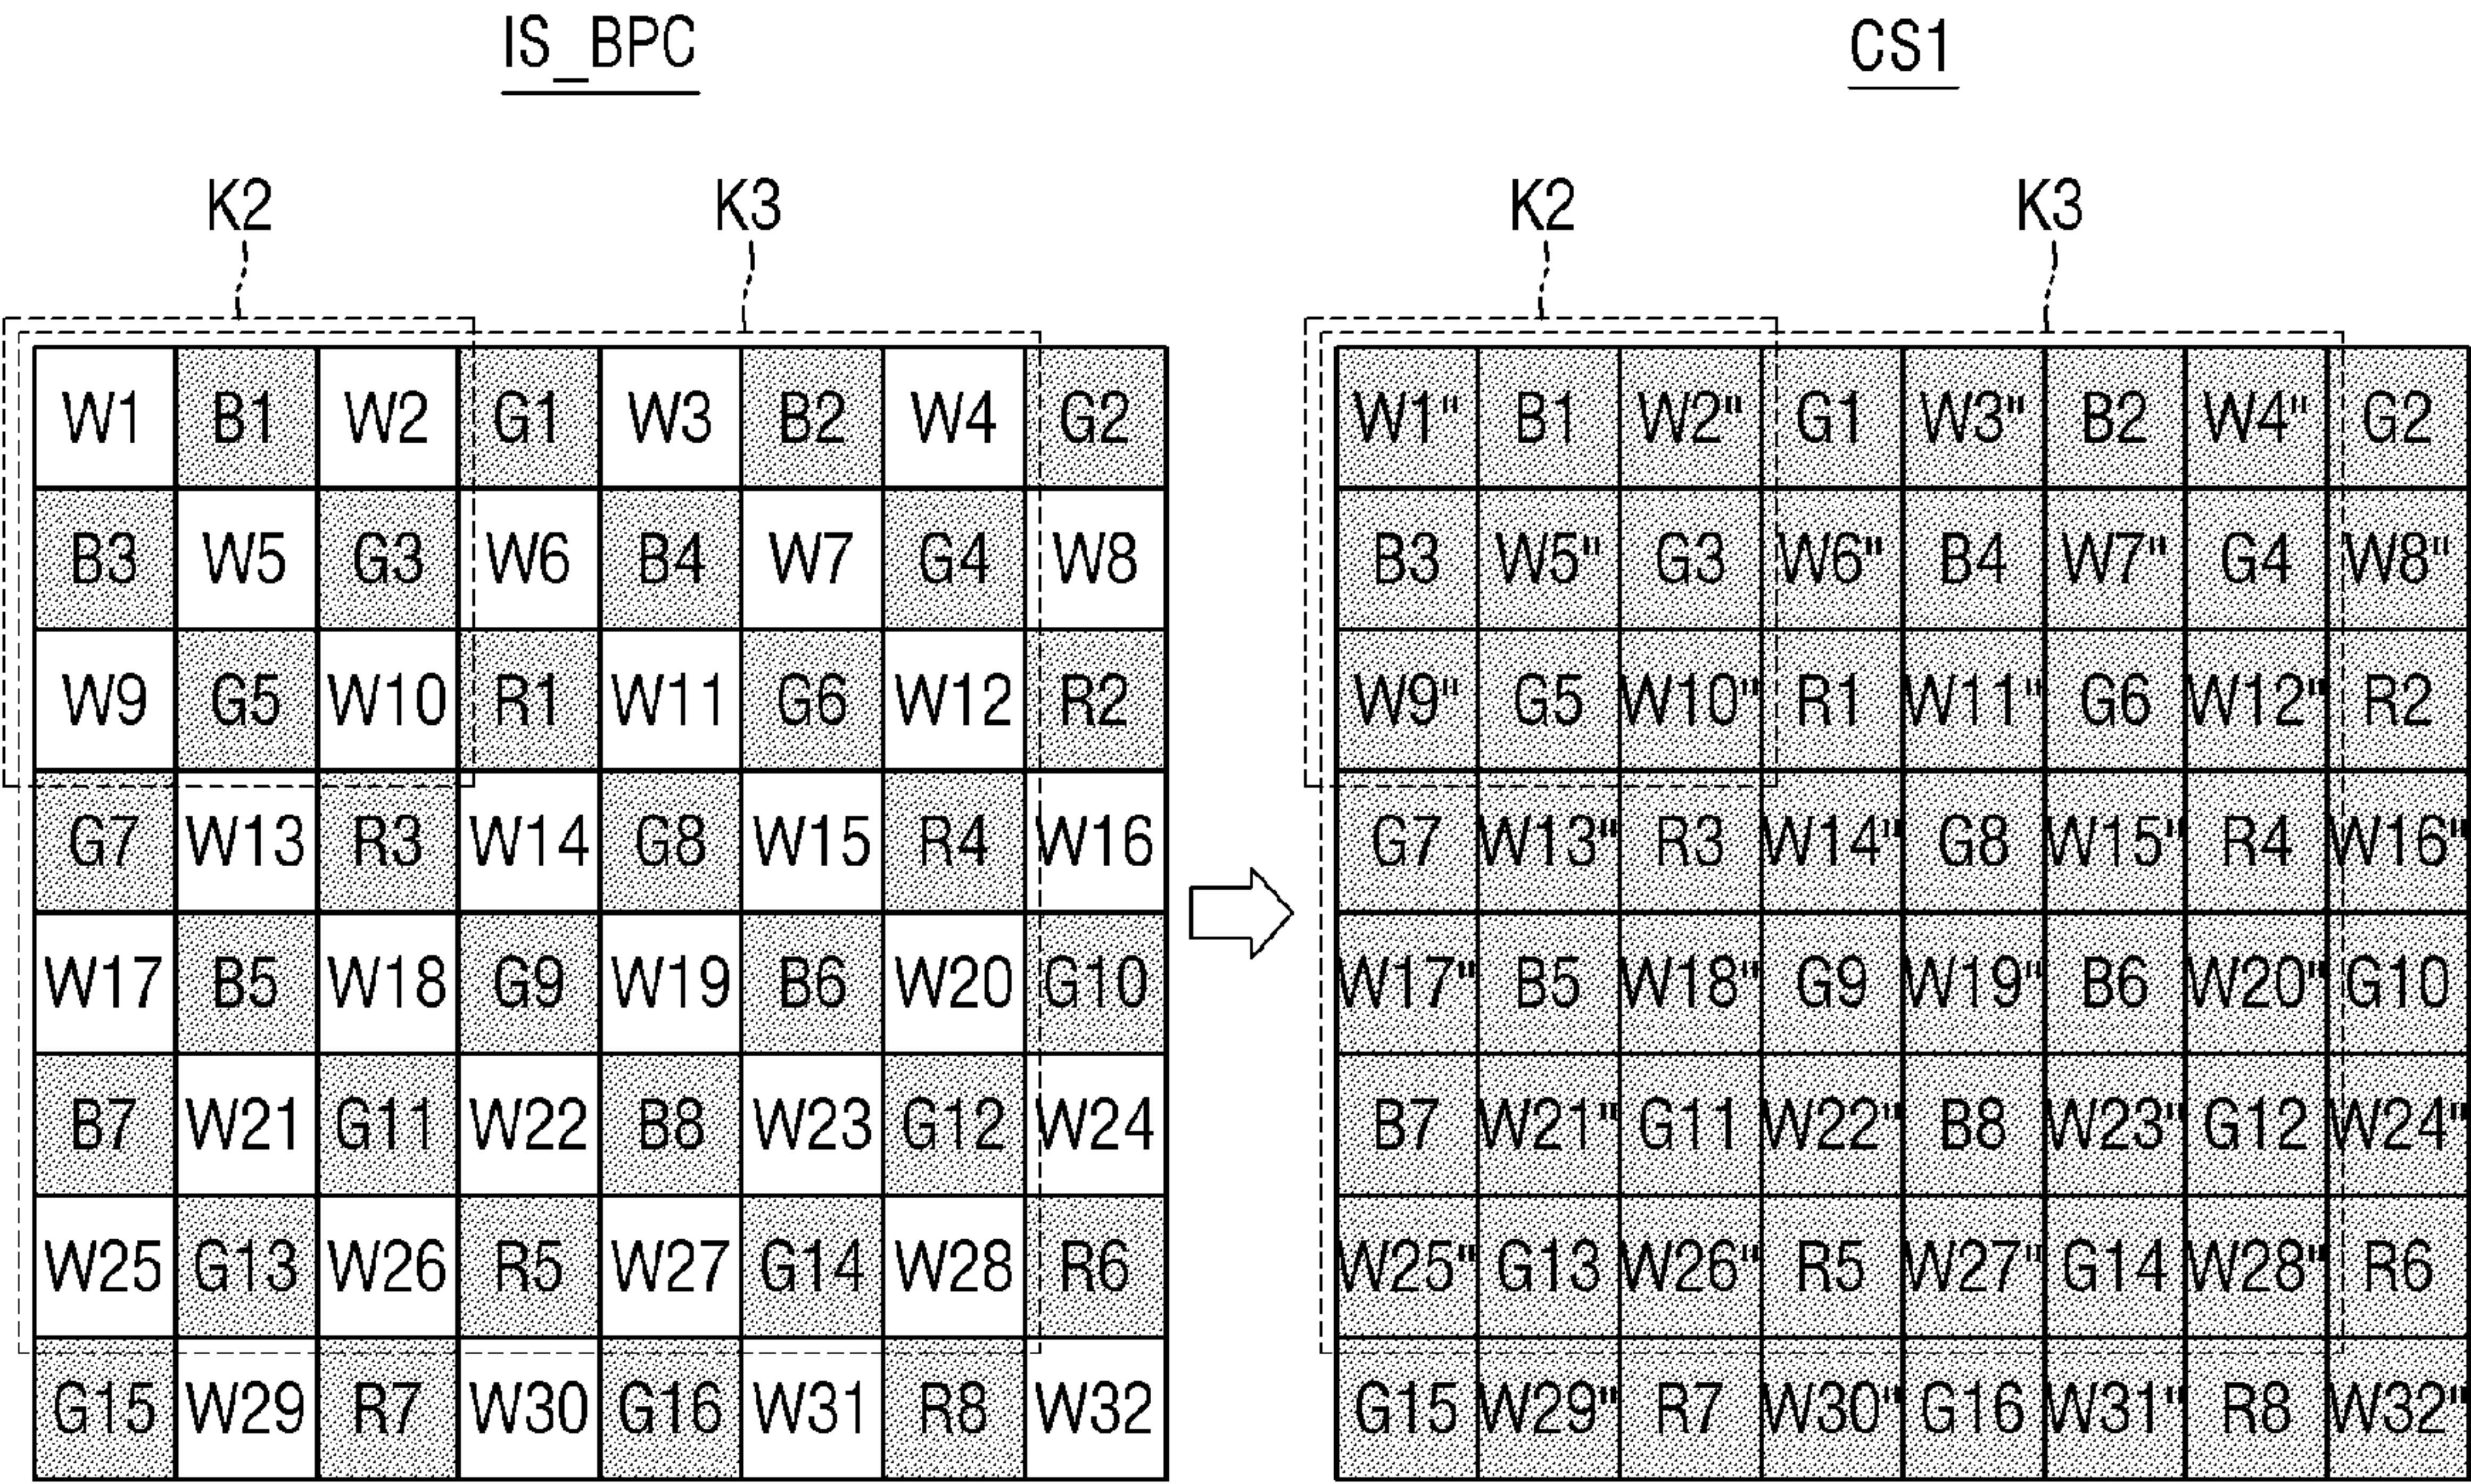 IS_BPC
CS1
K2 K3 K2 K3
W1 B1 W2 G1 W3 B2 W4 G2
B3 W5 G3 W6 B4 W7 G4 W8
W9 G5 W10 R1 W11 G6 W12 R2
G7 W13 R3 W14 G8 W15 R4 W16
W17 B5 W18 G9 W19 B6 W20 G10
B7 W21 G11 W22 B8 W23 G12 W24
W25 G13 W26 R5 W27 G14 W28 R6
G15 W29 R7 W30 G16 W31 R8 W32
W1" B1 W2" G1 W3" B2 W4" G2
B3 W5" G3 W6" B4 W7" G4 W8"
W9" G5 W10" R1 W11" G6 W12" R2
G7 W13" R3 W14" G8 W15" R4 W16"
W17" B5 W18" G9 W19" B6 W20" G10
B7 W21" G11 W22" B8 W23" G12 W24"
W25" G13 W26" R5 W27" G14 W28" R6
G15 W29" R7 W30" G16 W31" R8 W32"